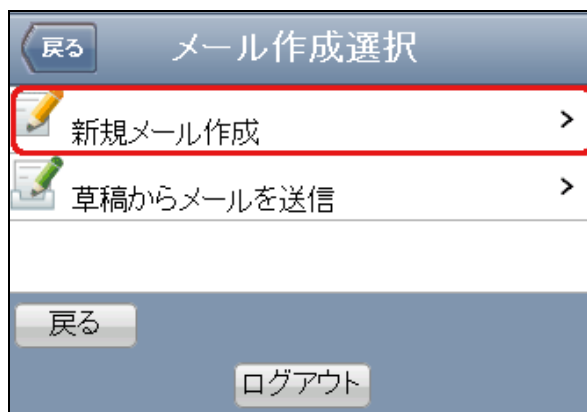 戻る
メール作成選択
新規メール作成
草稿からメールを送信
戻る
ログアウト